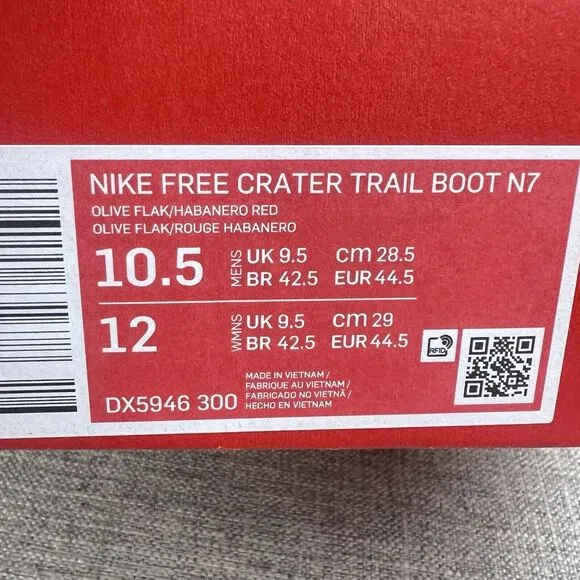 NIKE FREE CRATER TRAIL BOOT N7
OLIVE FLAK/HABANERO RED
OLIVE FLAK/ROUGE HABANERO
10.5 MENS UK 9.5 CM 28.5
BR 42.5 EUR 44.5
12 WMNS UK 9.5 CM 29
BR 42.5 EUR 44.5
RFID
DX5946 300
MADE IN VIETNAM /
FABRIQUE AU VIETNAM /
FABRICADO NO VIETNÃ /
HECHO EN VIETNAM